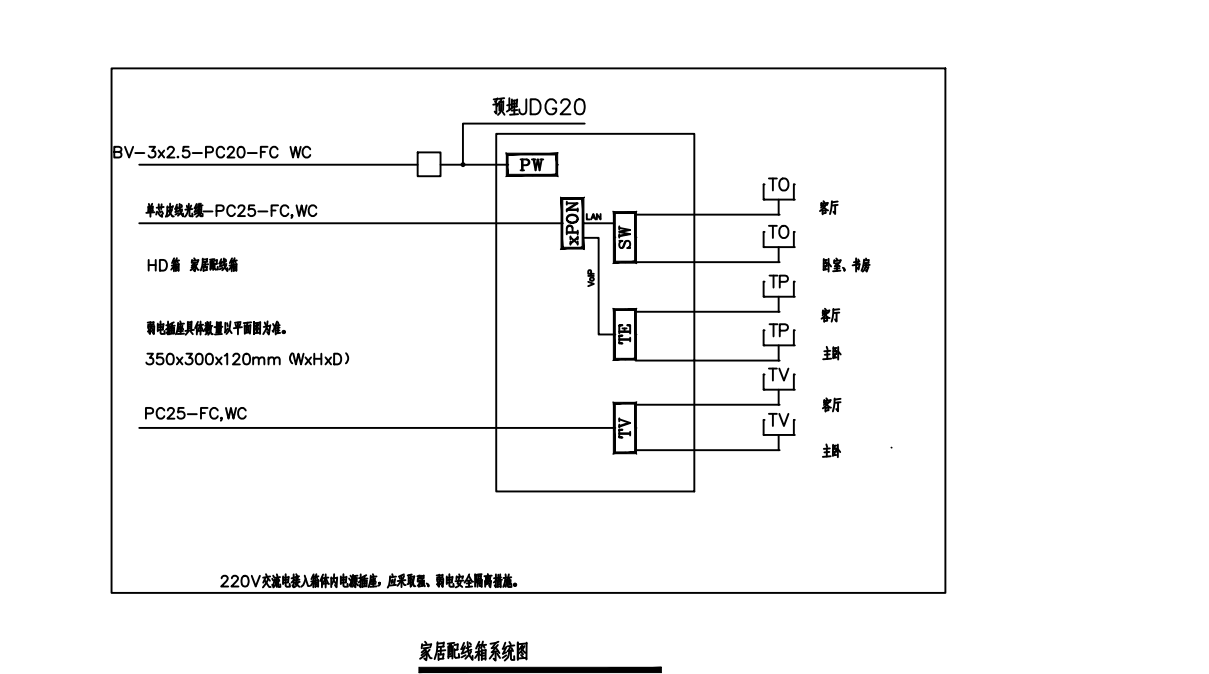 预埋JDG20
BV-3x2.5-PC20-FC WC
PW
单芯皮线光缆-PC25-FC,WC
xPON
LAN
SW
TO
客厅
TO
卧室、书房
HD箱 家居配线箱
VoIP
TP
客厅
弱电插座具体数量以平面图为准。
TE
TP
主卧
350x300x120mm (WxHxD)
TV
客厅
PC25-FC,WC
TV
TV
主卧
220V交流电接入箱体内电源插座，应采取强、弱电安全隔离措施。
家居配线箱系统图